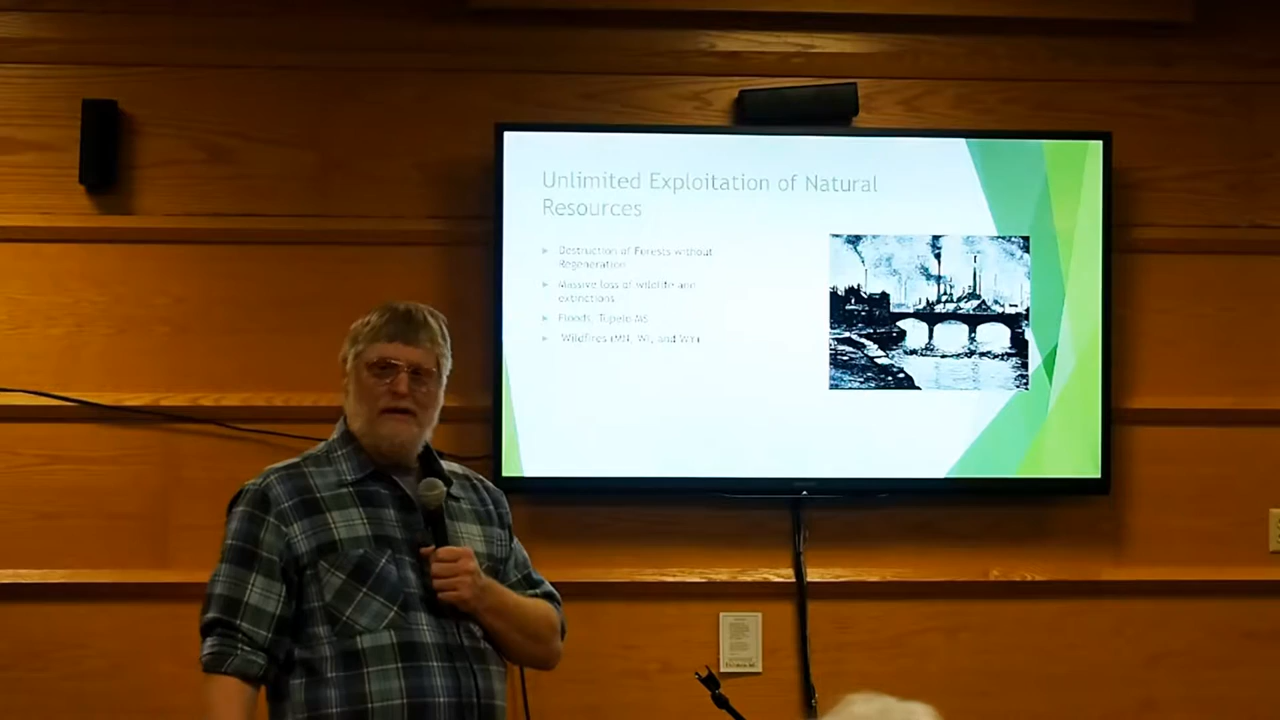 Unlimited Exploitation of Natural
Resources
Destruction of Forests without
Regeneration
Massive loss of wildlife and
extinctions
Floods, Tupelo MS
Wildfires (MN, WI, and WY)